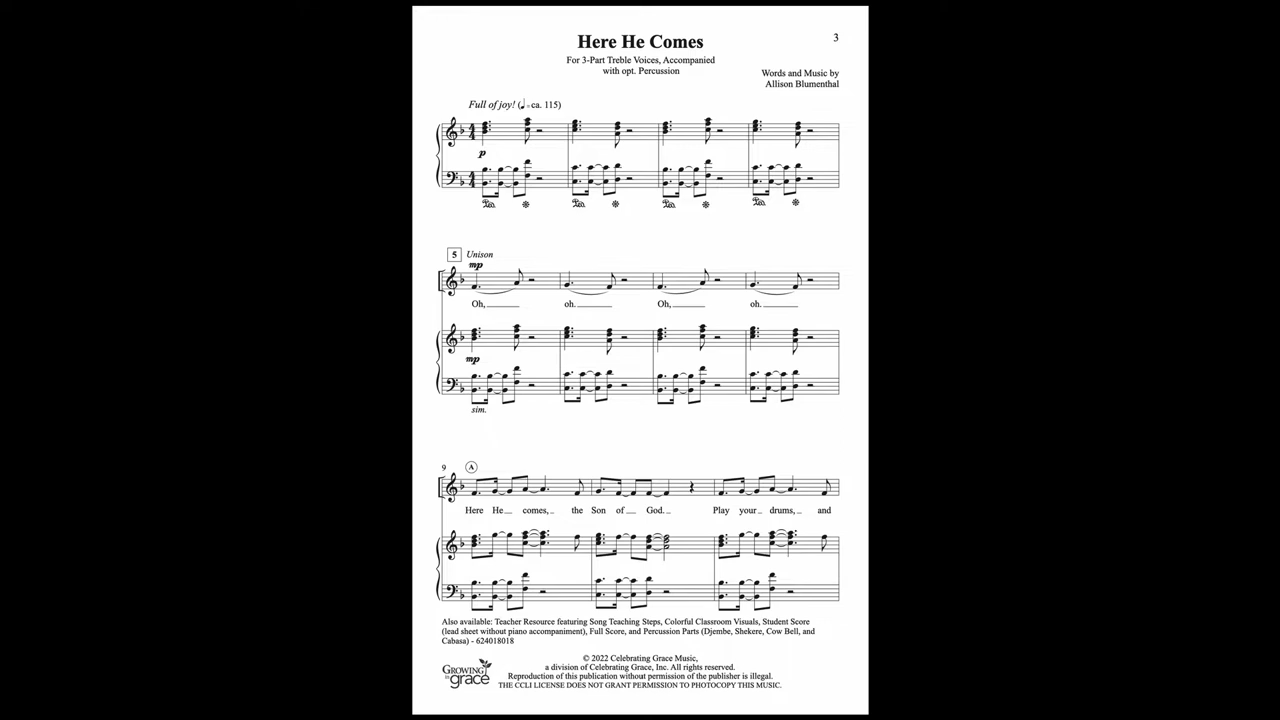 Here He Comes
3
For 3-Part Treble Voices, Accompanied
with opt. Percussion
Words and Music by
Allison Blumenthal
Full of joy! (♩=ca. 115)
p
5 Unison
mp
Oh, oh. Oh, oh.
mp
sim.
9 A
Here He comes, the Son of God. Play your drums, and
Also available: Teacher Resource featuring Song Teaching Steps, Colorful Classroom Visuals, Student Score
(lead sheet without piano accompaniment), Full Score, and Percussion Parts (Djembe, Shekere, Cow Bell, and
Cabasa) - 624018018
© 2022 Celebrating Grace Music,
a division of Celebrating Grace, Inc. All rights reserved.
Reproduction of this publication without permission of the publisher is illegal.
THE CCLI LICENSE DOES NOT GRANT PERMISSION TO PHOTOCOPY THIS MUSIC.
GROWING
in grace